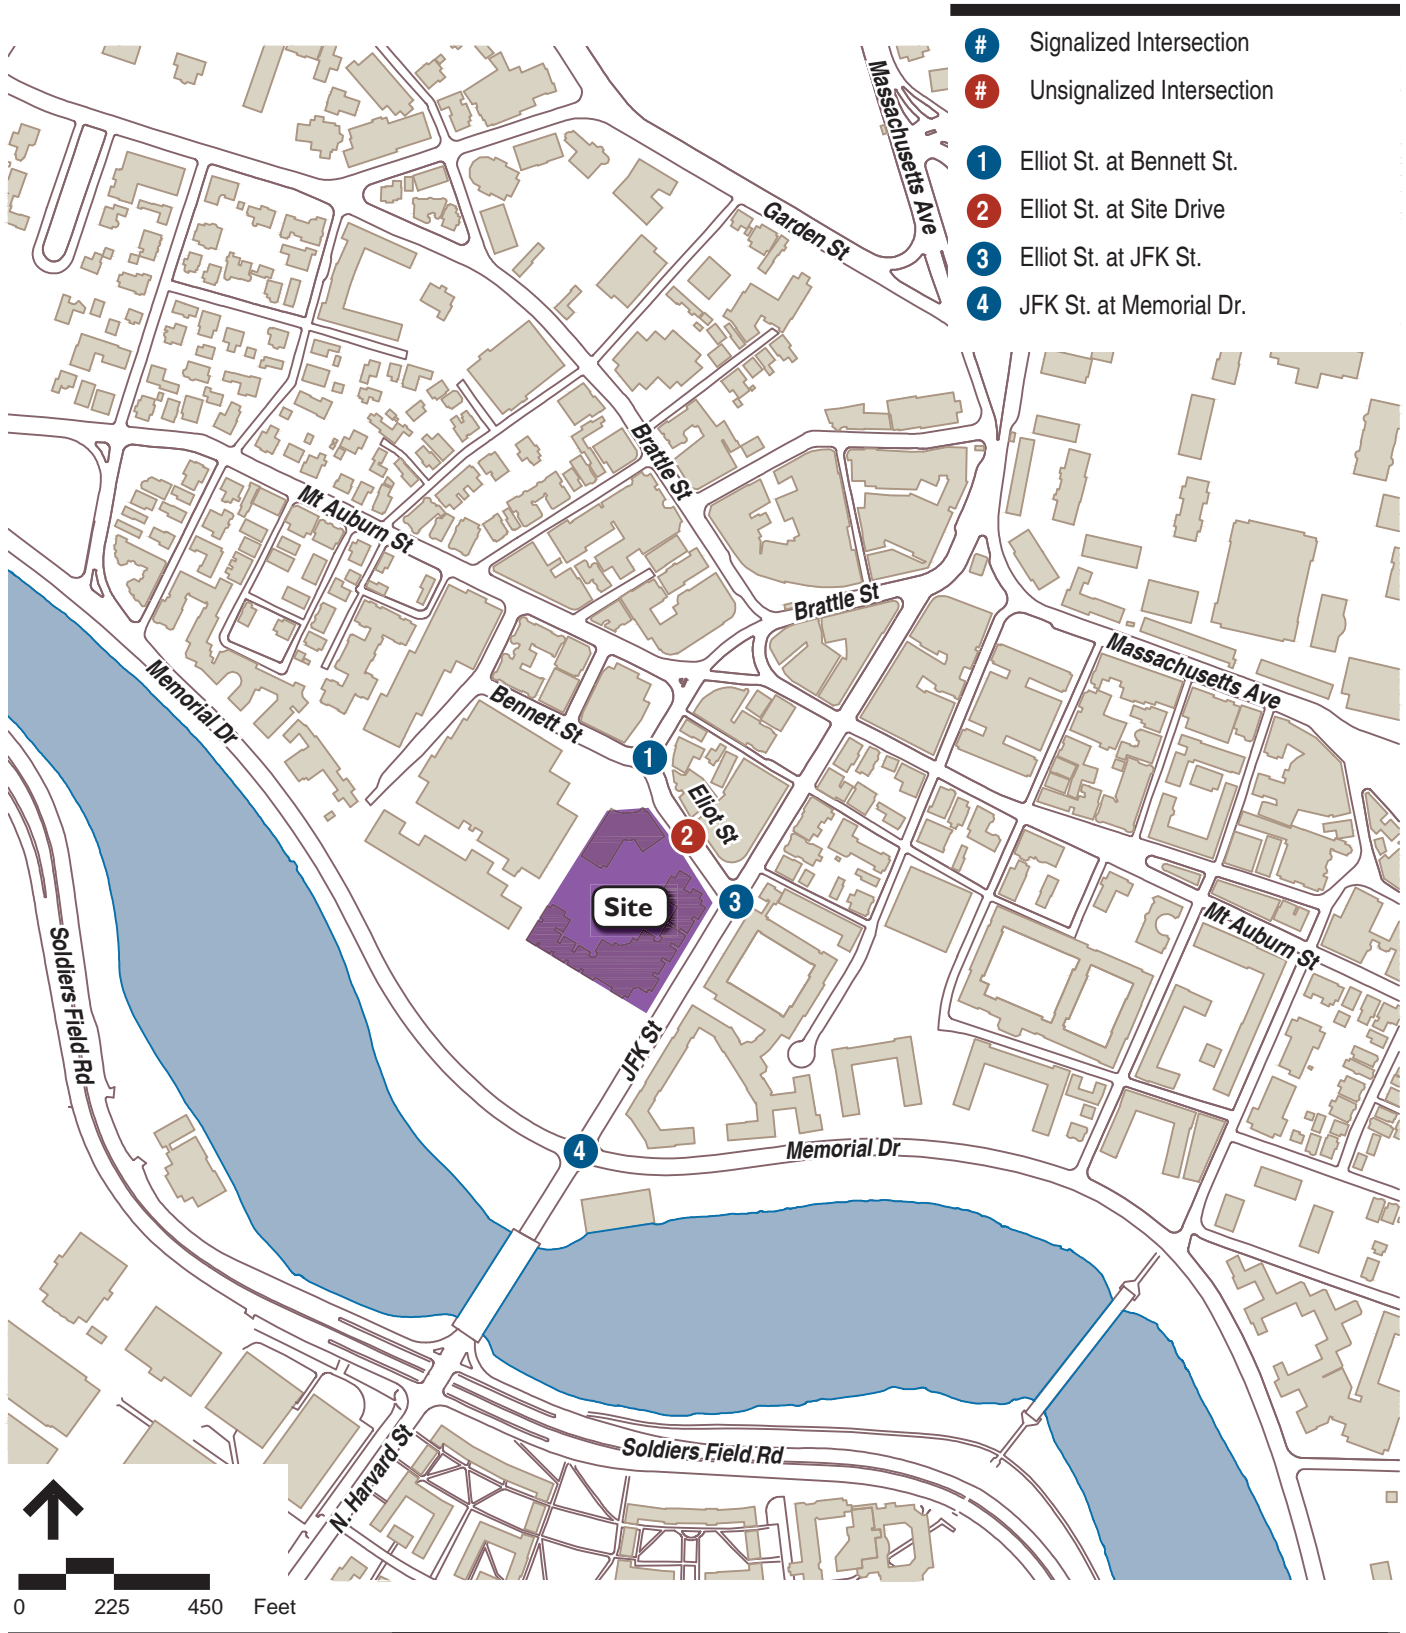 # Signalized Intersection
# Unsignalized Intersection
1 Elliot St. at Bennett St.
2 Elliot St. at Site Drive
3 Elliot St. at JFK St.
4 JFK St. at Memorial Dr.
Massachusetts Ave
Garden St
Brattle St
Mt Auburn St
Brattle St
Massachusetts Ave
Memorial Dr
Bennett St
1
Eliot St
2
Site
3
Mt Auburn St
Soldiers Field Rd
JFK St
4
Memorial Dr
Soldiers Field Rd
N. Harvard St
0 225 450 Feet